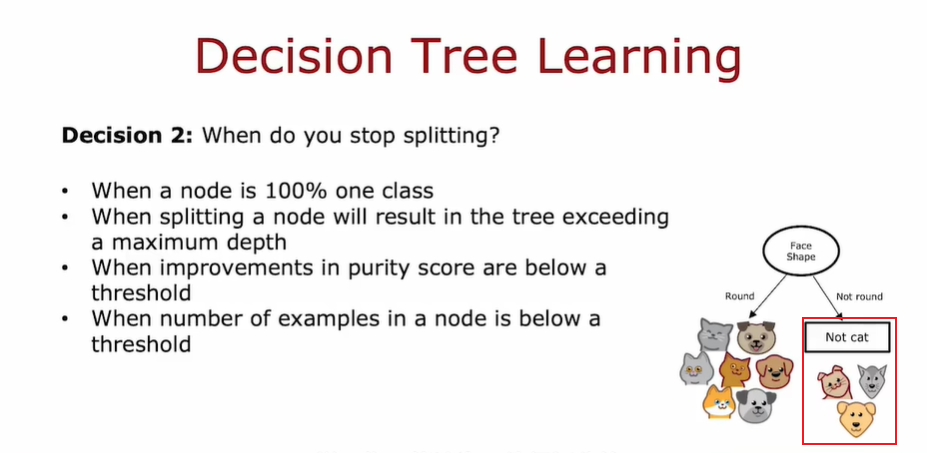 Decision Tree Learning
Decision 2: When do you stop splitting?
• When a node is 100% one class
• When splitting a node will result in the tree exceeding
a maximum depth
• When improvements in purity score are below a
threshold
• When number of examples in a node is below a
threshold
Face
Shape
Round
Not round
Not cat